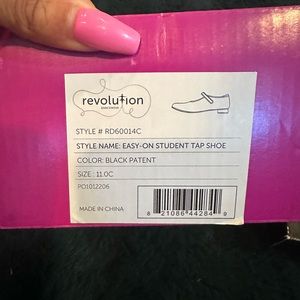 revolution
DANCEWEAR
STYLE # RD60014C
STYLE NAME: EASY-ON STUDENT TAP SHOE
COLOR: BLACK PATENT
SIZE : 11.0C
PO1012206
MADE IN CHINA
8 21086 44284 9